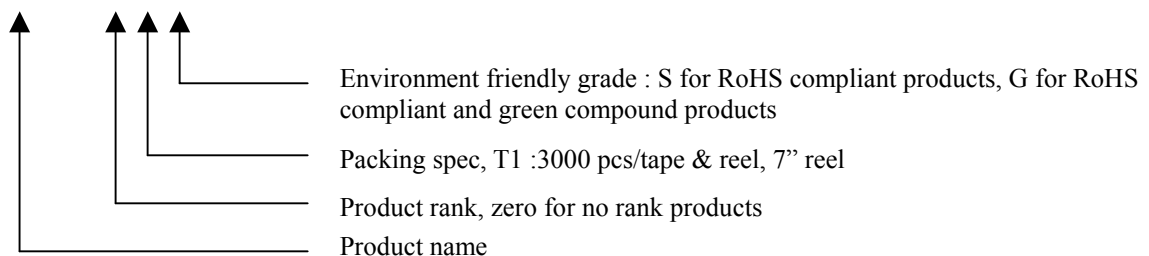 Environment friendly grade : S for RoHS compliant products, G for RoHS
compliant and green compound products
Packing spec, T1 :3000 pcs/tape & reel, 7” reel
Product rank, zero for no rank products
Product name